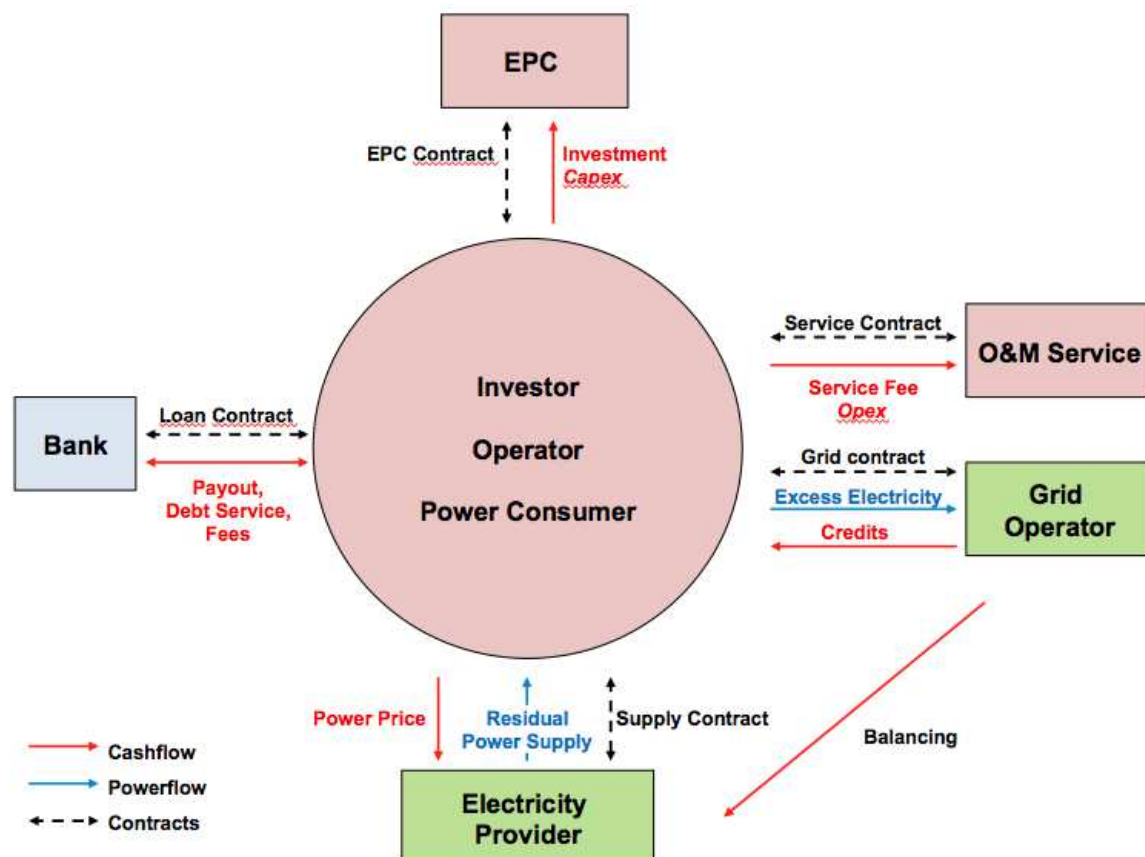 EPC
EPC Contract
Investment
Capex
Service Contract
O&M Service
Service Fee
Opex
Investor
Operator
Power Consumer
Loan Contract
Bank
Payout,
Debt Service,
Fees
Grid contract
Excess Electricity
Credits
Grid
Operator
Power Price
Residual
Power Supply
Supply Contract
Balancing
Electricity
Provider
Cashflow
Powerflow
Contracts